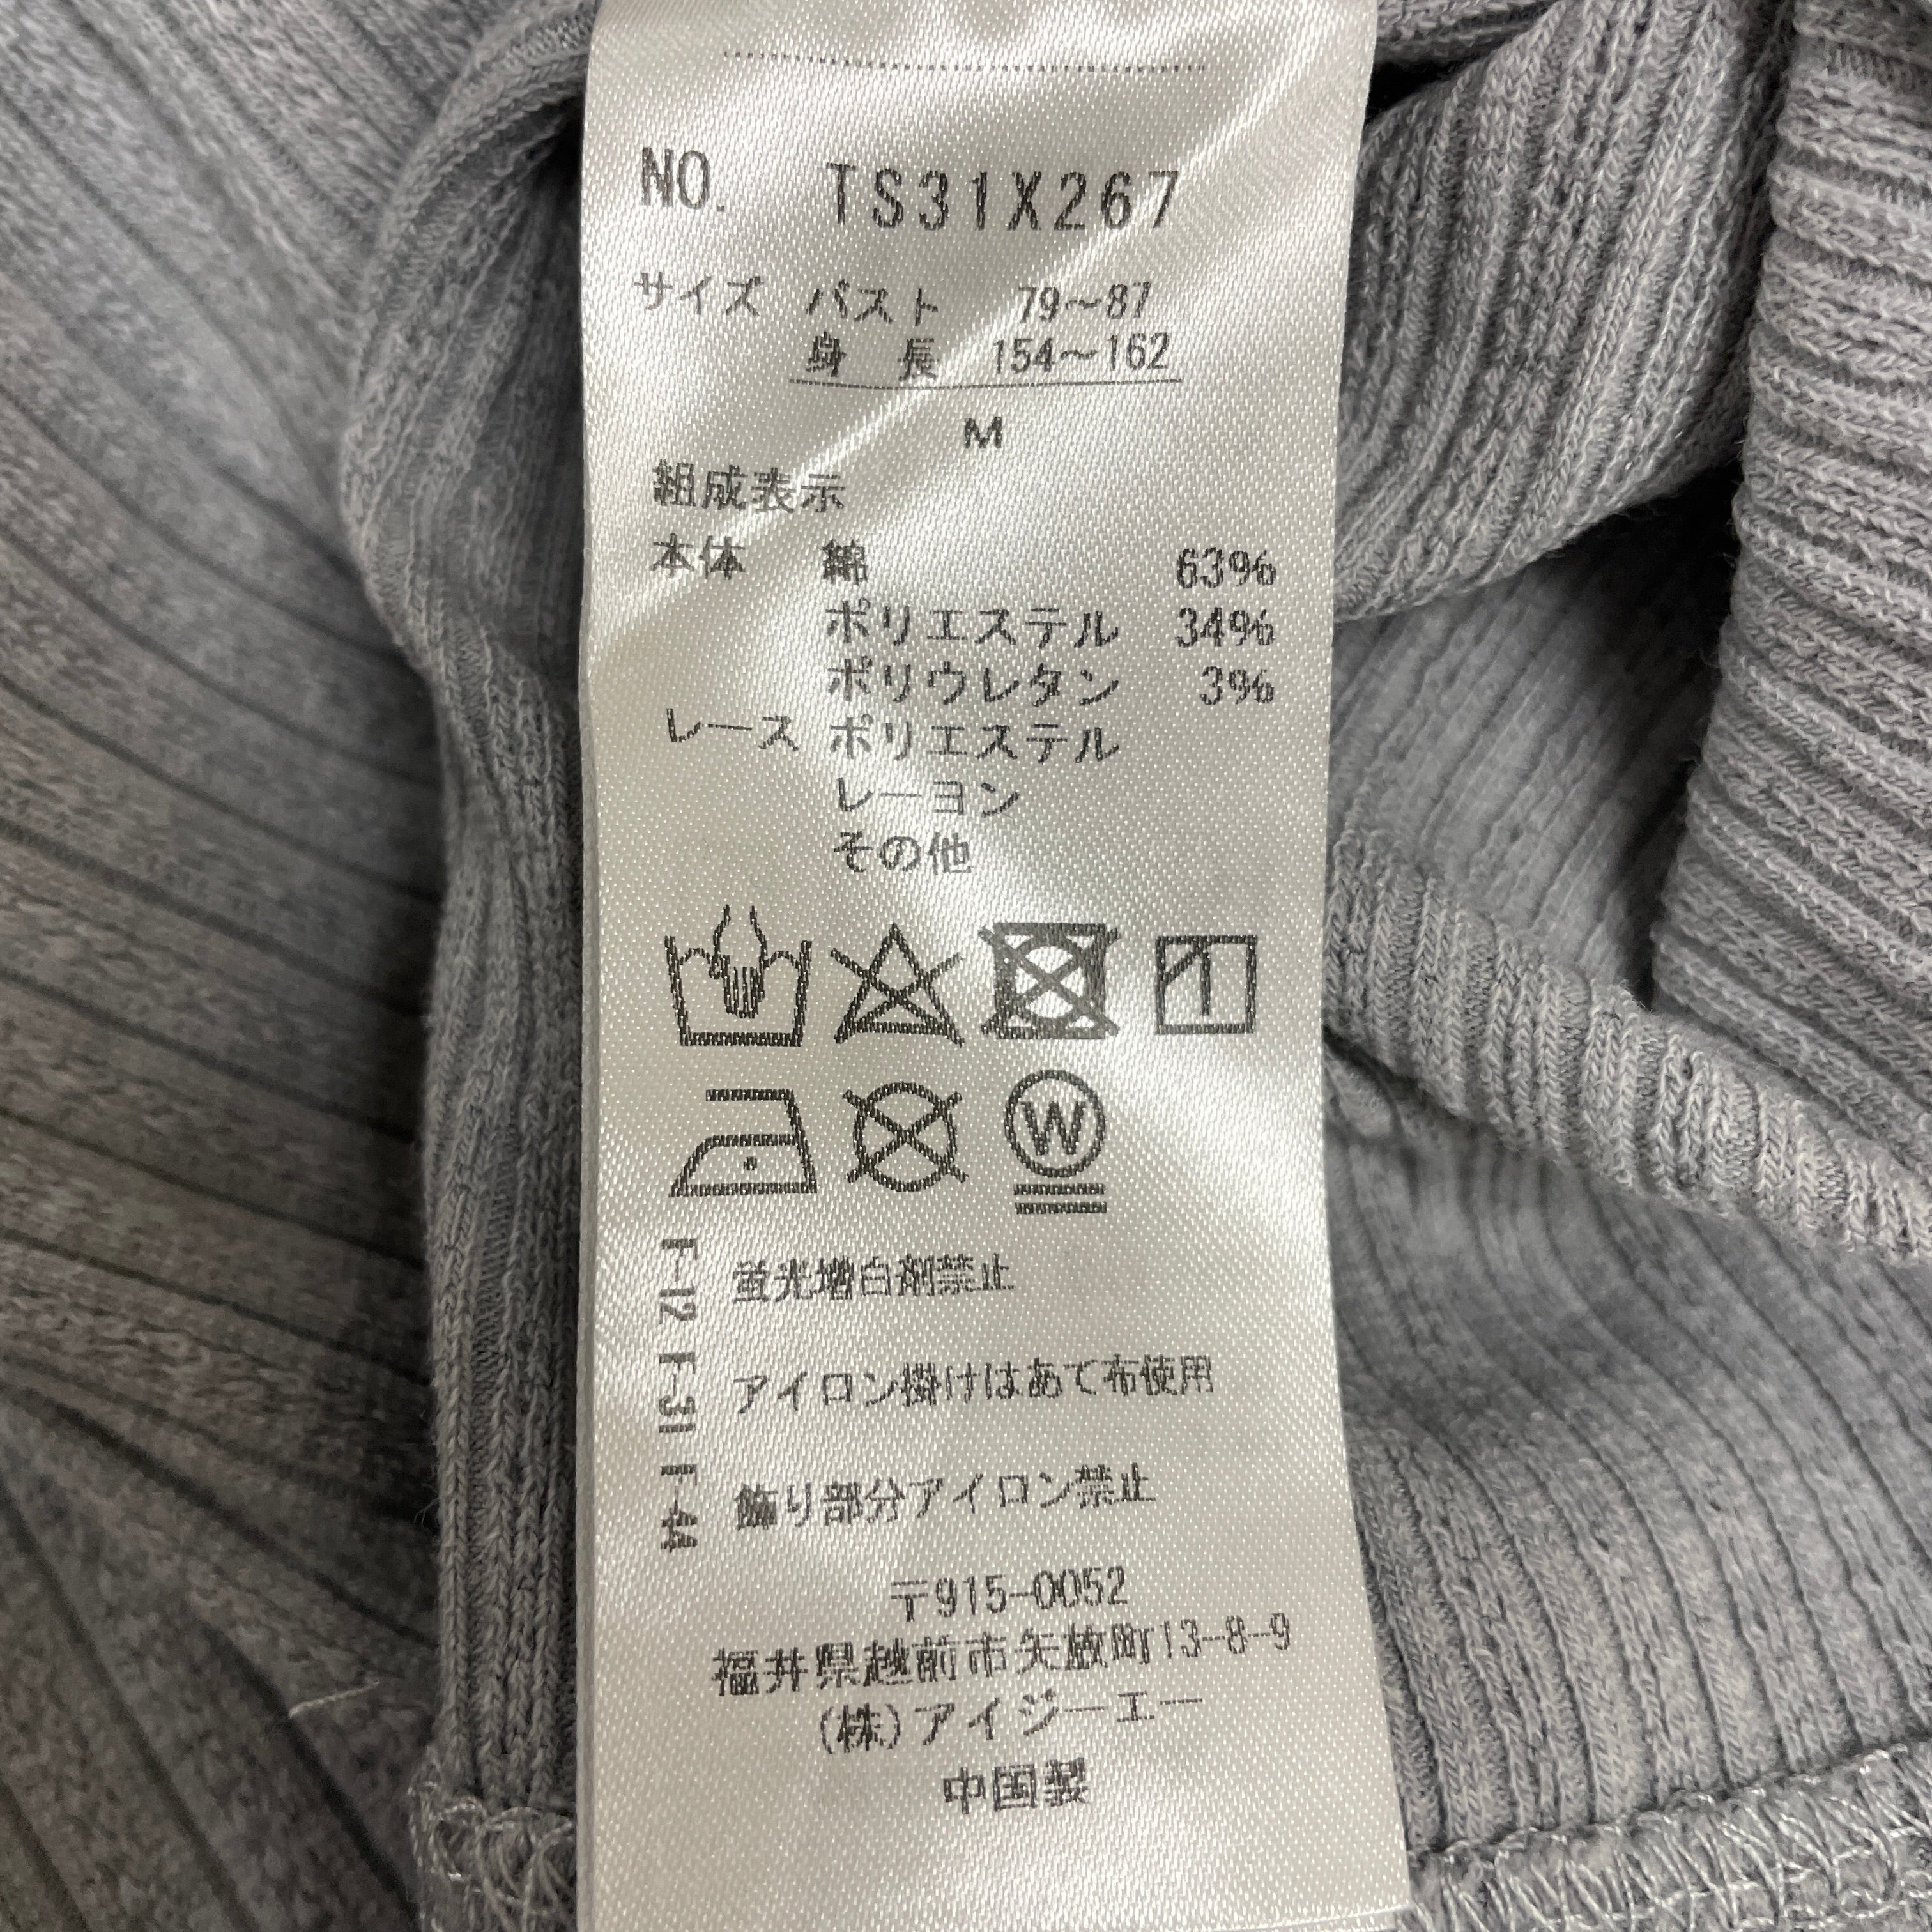 NO. TS31X267
サイズ バスト 79～87
身 長 154～162
M
組成表示
本体 綿 63%
ポリエステル 34%
ポリウレタン 3%
レース ポリエステル
レーヨン
その他
W
F-12 F-31 F-44
蛍光増白剤禁止
アイロン掛けはあて布使用
飾り部分アイロン禁止
〒915-0052
福井県越前市矢放町13-8-9
(株)アイジーエー
中国製